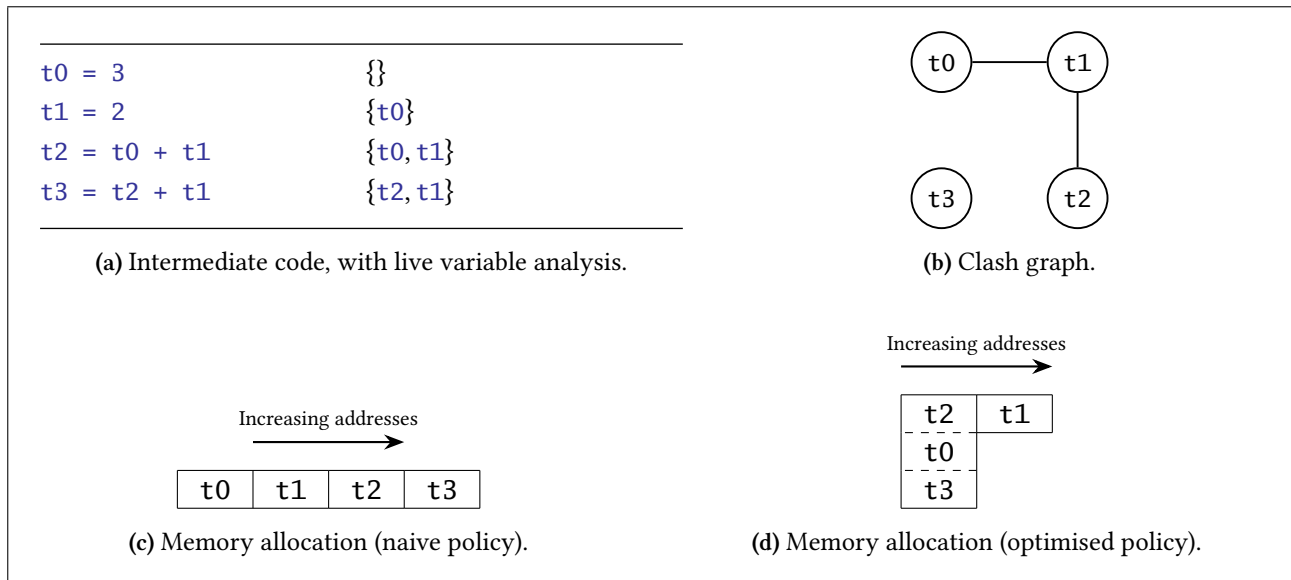 t0 = 3 {}
t1 = 2 {t0}
t2 = t0 + t1 {t0, t1}
t3 = t2 + t1 {t2, t1}
(a) Intermediate code, with live variable analysis.
t0 t1
t3 t2
(b) Clash graph.
Increasing addresses
t0 t1 t2 t3
(c) Memory allocation (naive policy).
Increasing addresses
t2 t1
t0
t3
(d) Memory allocation (optimised policy).